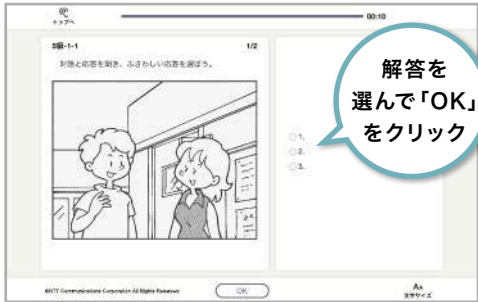 トップへ
00:10
5級-1-1
1/2
対話と応答を聞き、ふさわしい応答を選ぼう。
1.
2.
3.
解答を
選んで「OK」
をクリック
©NTT Communications Corporation All Rights Reserved
OK
Aa
文字サイズ